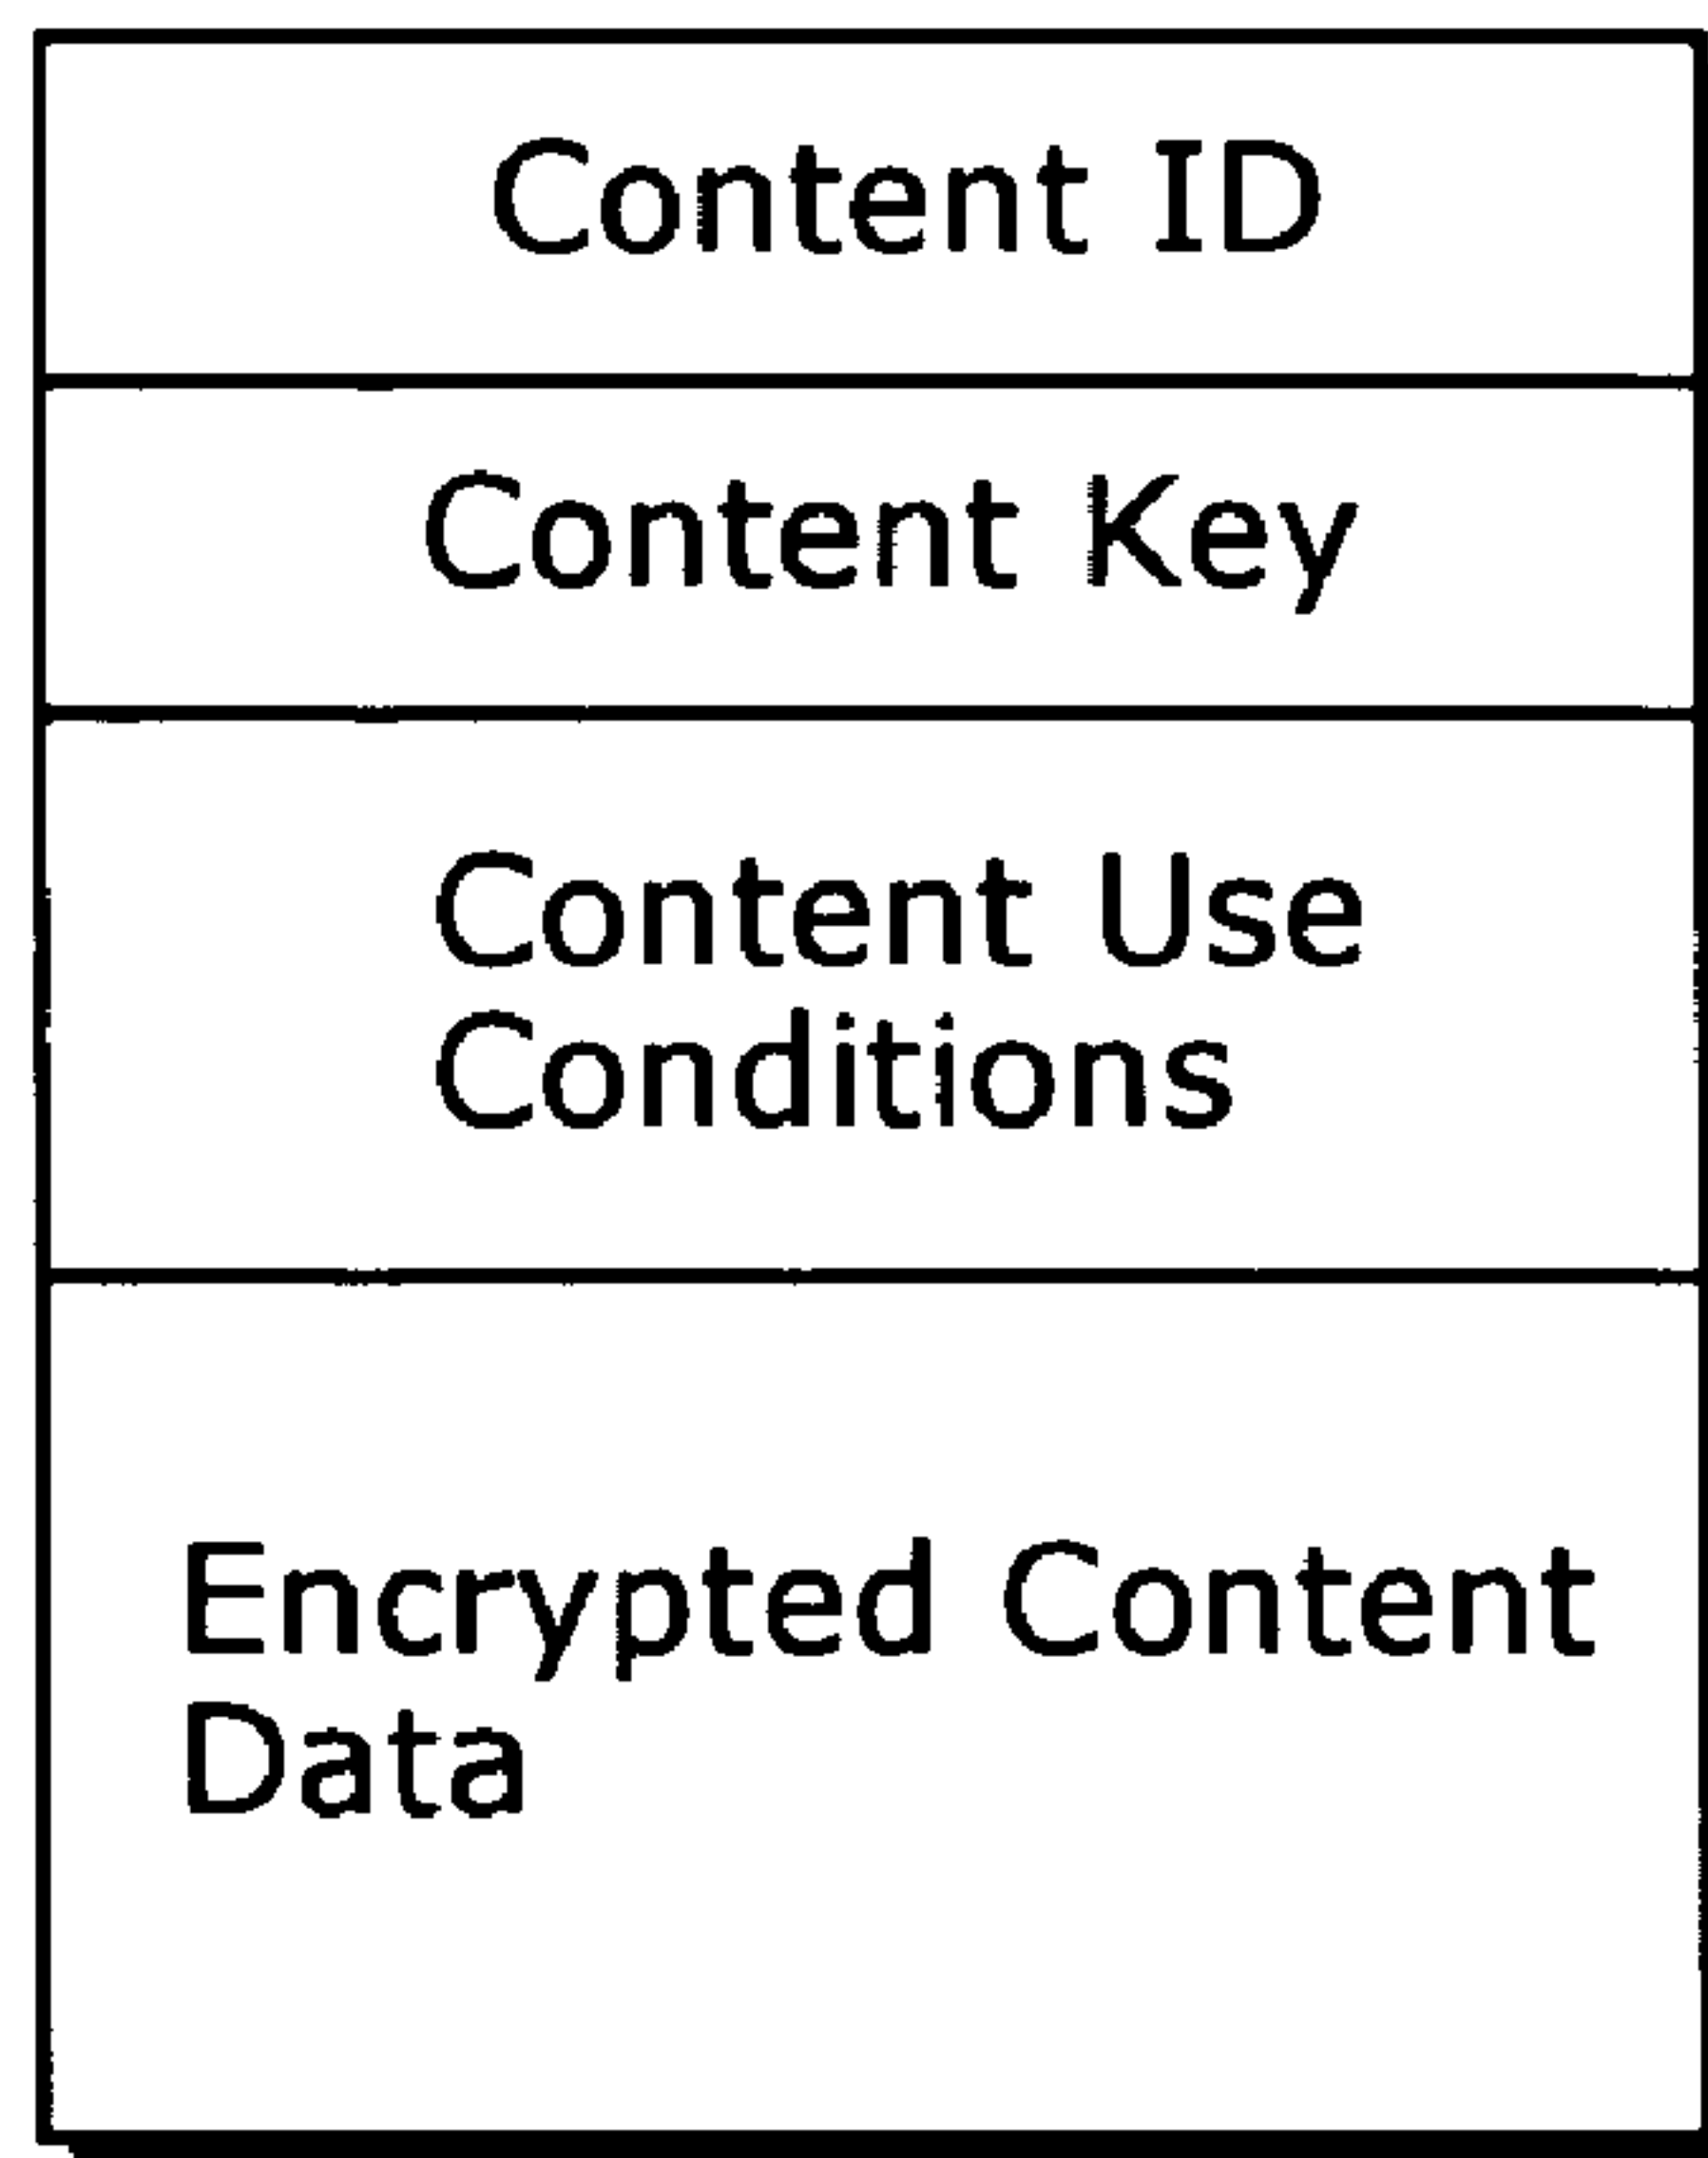 Content ID
Content Key
Content Use
Conditions
Encrypted Content
Data